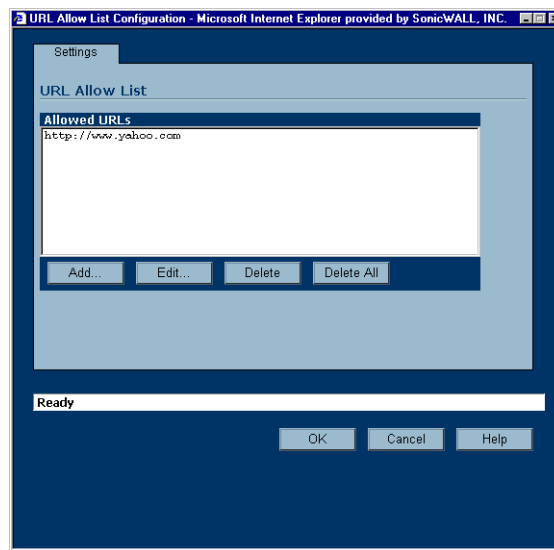 URL Allow List Configuration - Microsoft Internet Explorer provided by SonicWALL, INC.
Settings
URL Allow List
Allowed URLs
http://www.yahoo.com
Add... Edit... Delete Delete All
Ready
OK Cancel Help